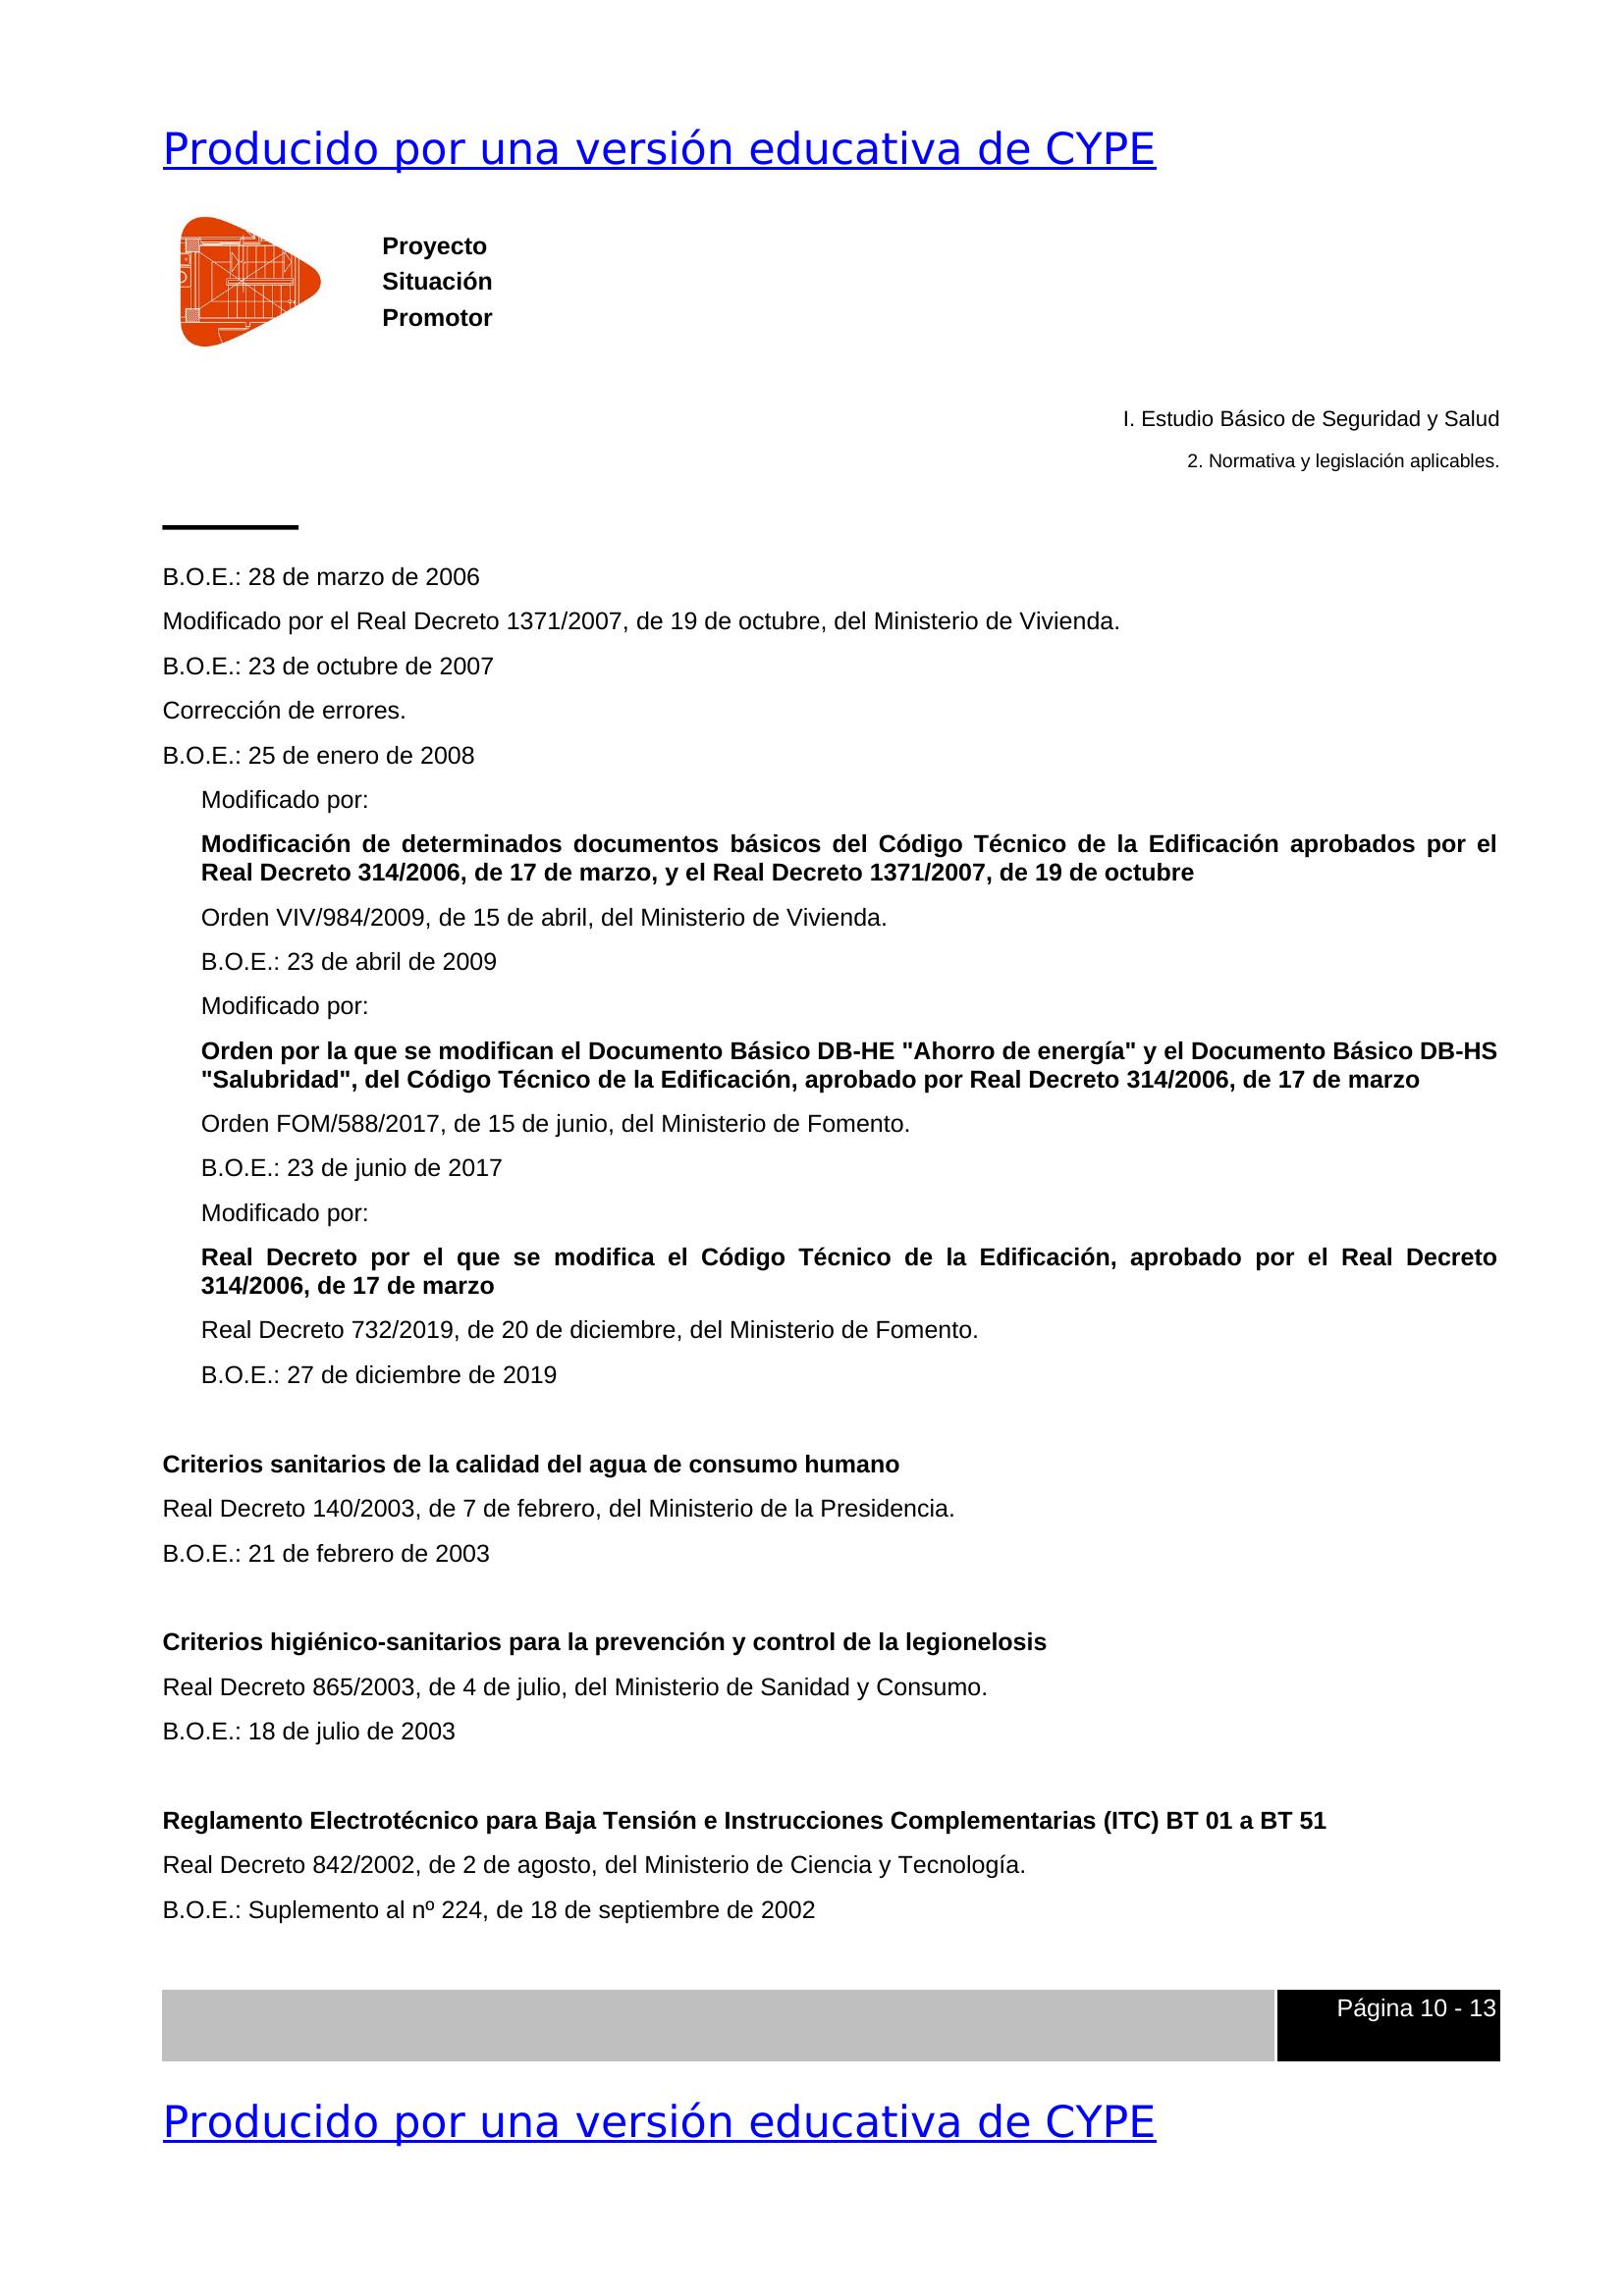 Producido por una versión educativa de CYPE
Proyecto
Situación
Promotor
I. Estudio Básico de Seguridad y Salud
2. Normativa y legislación aplicables.
B.O.E.: 28 de marzo de 2006
Modificado por el Real Decreto 1371/2007, de 19 de octubre, del Ministerio de Vivienda.
B.O.E.: 23 de octubre de 2007
Corrección de errores.
B.O.E.: 25 de enero de 2008
Modificado por:
Modificación de determinados documentos básicos del Código Técnico de la Edificación aprobados por el
Real Decreto 314/2006, de 17 de marzo, y el Real Decreto 1371/2007, de 19 de octubre
Orden VIV/984/2009, de 15 de abril, del Ministerio de Vivienda.
B.O.E.: 23 de abril de 2009
Modificado por:
Orden por la que se modifican el Documento Básico DB-HE "Ahorro de energía" y el Documento Básico DB-HS
"Salubridad", del Código Técnico de la Edificación, aprobado por Real Decreto 314/2006, de 17 de marzo
Orden FOM/588/2017, de 15 de junio, del Ministerio de Fomento.
B.O.E.: 23 de junio de 2017
Modificado por:
Real Decreto por el que se modifica el Código Técnico de la Edificación, aprobado por el Real Decreto
314/2006, de 17 de marzo
Real Decreto 732/2019, de 20 de diciembre, del Ministerio de Fomento.
B.O.E.: 27 de diciembre de 2019
Criterios sanitarios de la calidad del agua de consumo humano
Real Decreto 140/2003, de 7 de febrero, del Ministerio de la Presidencia.
B.O.E.: 21 de febrero de 2003
Criterios higiénico-sanitarios para la prevención y control de la legionelosis
Real Decreto 865/2003, de 4 de julio, del Ministerio de Sanidad y Consumo.
B.O.E.: 18 de julio de 2003
Reglamento Electrotécnico para Baja Tensión e Instrucciones Complementarias (ITC) BT 01 a BT 51
Real Decreto 842/2002, de 2 de agosto, del Ministerio de Ciencia y Tecnología.
B.O.E.: Suplemento al nº 224, de 18 de septiembre de 2002
Página 10 - 13
Producido por una versión educativa de CYPE